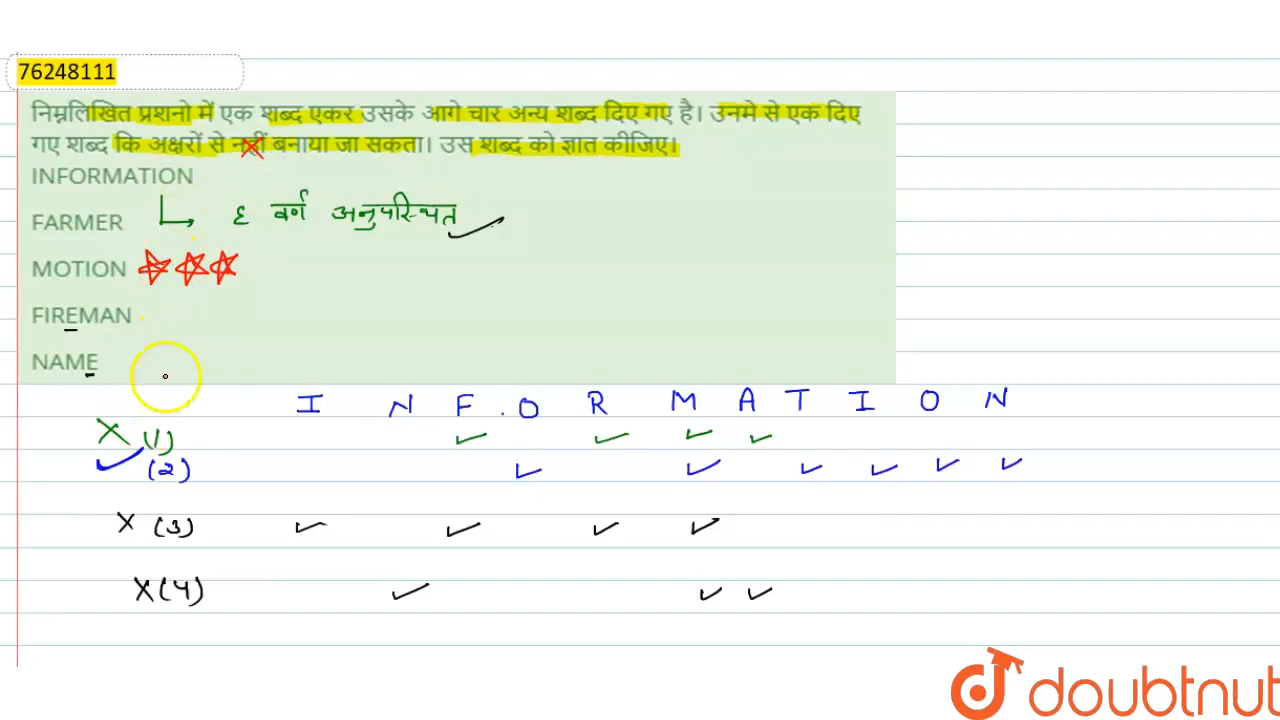 76248111
निम्नलिखित प्रशनो में एक शब्द एकर उसके आगे चार अन्य शब्द दिए गए है। उनमे से एक दिए
गए शब्द कि अक्षरों से नहीं बनाया जा सकता। उस शब्द को ज्ञात कीजिए।
INFORMATION
FARMER ६ वर्ण अनुपस्थित
MOTION
FIREMAN
NAME
I N F . O R M A T I O N
X (1)
(2)
X (3)
X (4)
doubtnut